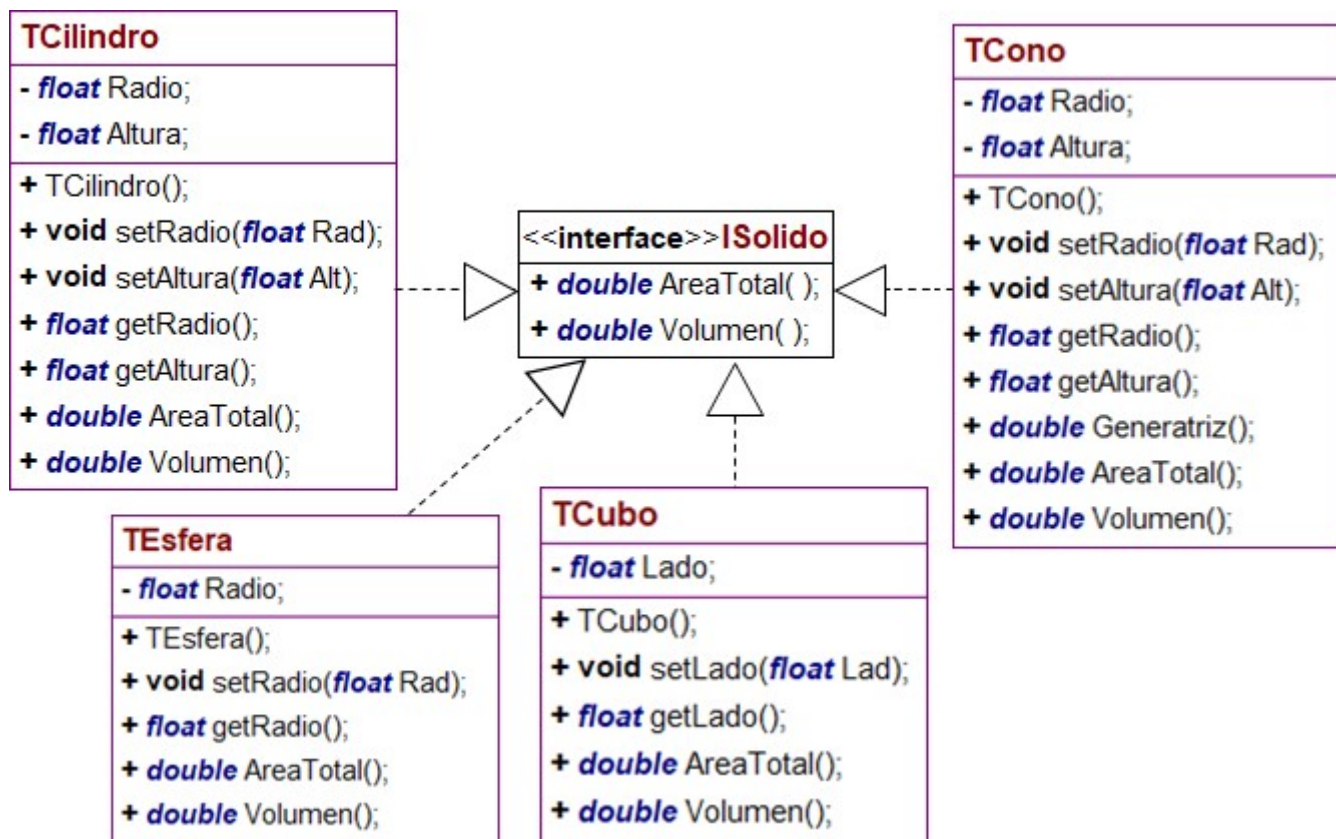 TCilindro
- float Radio;
- float Altura;
+ TCilindro();
+ void setRadio(float Rad);
+ void setAltura(float Alt);
+ float getRadio();
+ float getAltura();
+ double AreaTotal();
+ double Volumen();
<<interface>>ISolido
+ double AreaTotal( );
+ double Volumen( );
TCono
- float Radio;
- float Altura;
+ TCono();
+ void setRadio(float Rad);
+ void setAltura(float Alt);
+ float getRadio();
+ float getAltura();
+ double Generatriz();
+ double AreaTotal();
+ double Volumen();
TEsfera
- float Radio;
+ TEsfera();
+ void setRadio(float Rad);
+ float getRadio();
+ double AreaTotal();
+ double Volumen();
TCubo
- float Lado;
+ TCubo();
+ void setLado(float Lad);
+ float getLado();
+ double AreaTotal();
+ double Volumen();